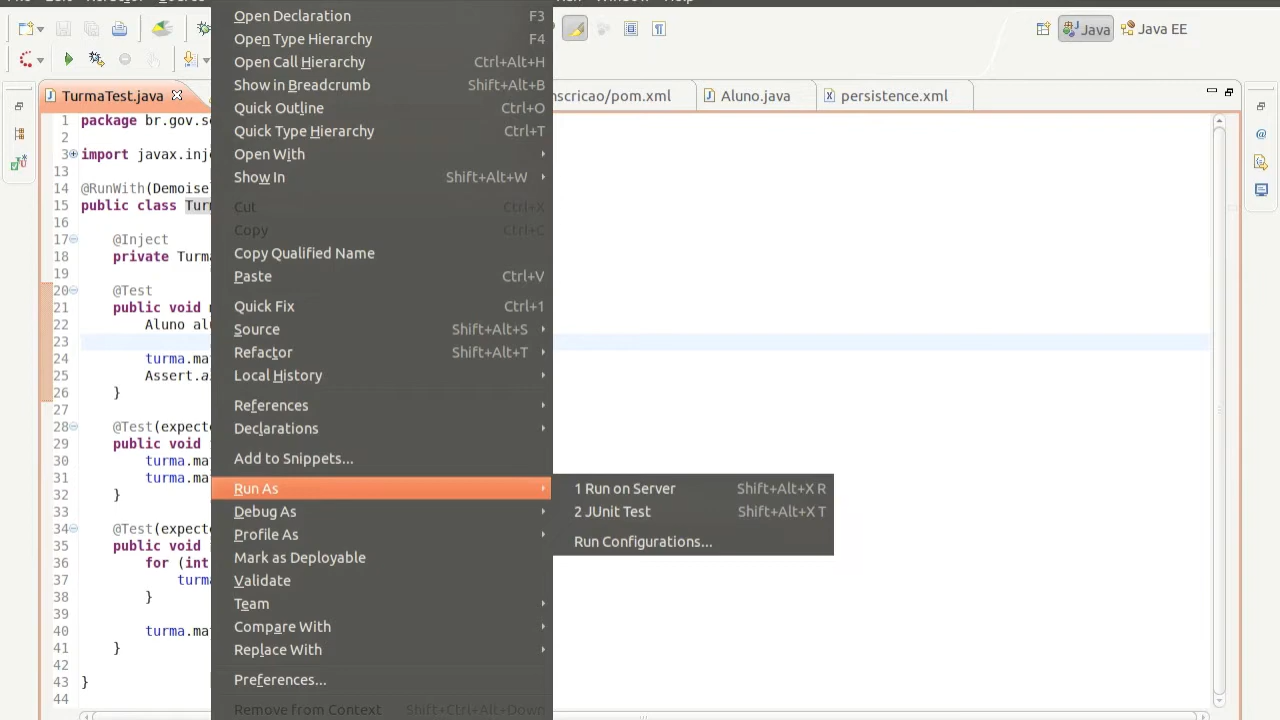 Java
Java EE
TurmaTest.java
nscricao/pom.xml
Aluno.java
persistence.xml
1 package br.gov.s
2
3 import javax.inj
13
14 @RunWith(Demoise
15 public class Turm
16
17 @Inject
18 private Turma
19
20 @Test
21 public void
22 Aluno al
23
24 turma.ma
25 Assert.a
26 }
27
28 @Test(expect
29 public void
30 turma.ma
31 turma.ma
32 }
33
34 @Test(expect
35 public void
36 for (int
37 turma
38 }
39
40 turma.ma
41 }
42
43 }
44
Open Declaration F3
Open Type Hierarchy F4
Open Call Hierarchy Ctrl+Alt+H
Show in Breadcrumb Shift+Alt+B
Quick Outline Ctrl+O
Quick Type Hierarchy Ctrl+T
Open With
Show In Shift+Alt+W
Cut Ctrl+X
Copy Ctrl+C
Copy Qualified Name
Paste Ctrl+V
Quick Fix Ctrl+1
Source Shift+Alt+S
Refactor Shift+Alt+T
Local History
References
Declarations
Add to Snippets...
Run As
Debug As
Profile As
Mark as Deployable
Validate
Team
Compare With
Replace With
Preferences...
Remove from Context Shift+Ctrl+Alt+Down
1 Run on Server Shift+Alt+X R
2 JUnit Test Shift+Alt+X T
Run Configurations...